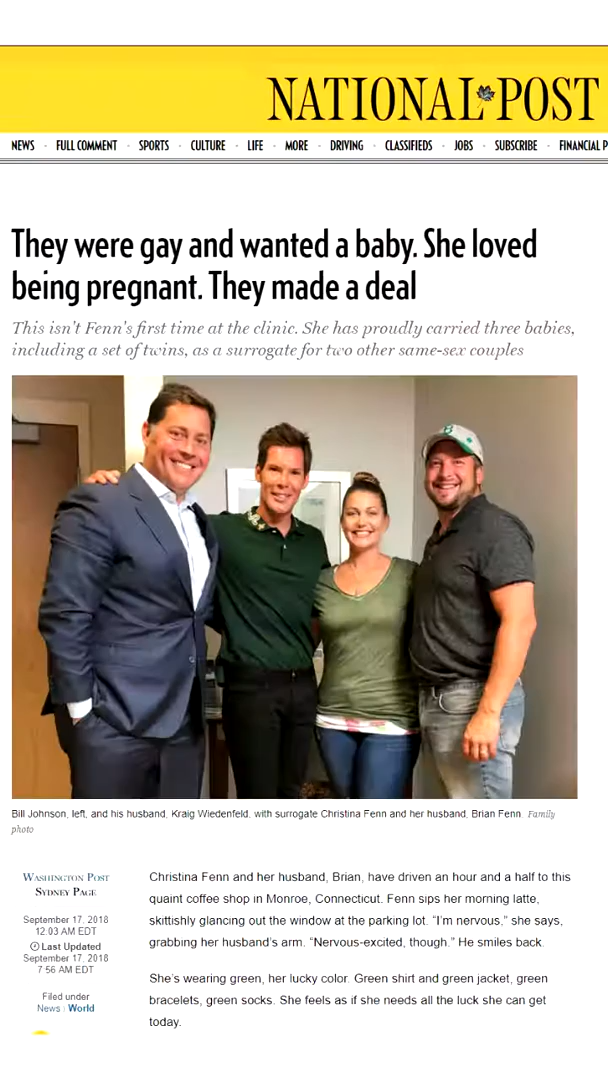 NATIONAL POST
NEWS · FULL COMMENT · SPORTS · CULTURE · LIFE · MORE · DRIVING · CLASSIFIEDS · JOBS · SUBSCRIBE · FINANCIAL P
They were gay and wanted a baby. She loved
being pregnant. They made a deal
This isn't Fenn's first time at the clinic. She has proudly carried three babies,
including a set of twins, as a surrogate for two other same-sex couples
B
Bill Johnson, left, and his husband, Kraig Wiedenfeld, with surrogate Christina Fenn and her husband, Brian Fenn. Family
photo
WASHINGTON POST
SYDNEY PAGE
September 17, 2018
12:03 AM EDT
Last Updated
September 17, 2018
7:56 AM EDT
Filed under
News | World
Christina Fenn and her husband, Brian, have driven an hour and a half to this
quaint coffee shop in Monroe, Connecticut. Fenn sips her morning latte,
skittishly glancing out the window at the parking lot. “I'm nervous,” she says,
grabbing her husband's arm. “Nervous-excited, though.” He smiles back.
She's wearing green, her lucky color. Green shirt and green jacket, green
bracelets, green socks. She feels as if she needs all the luck she can get
today.